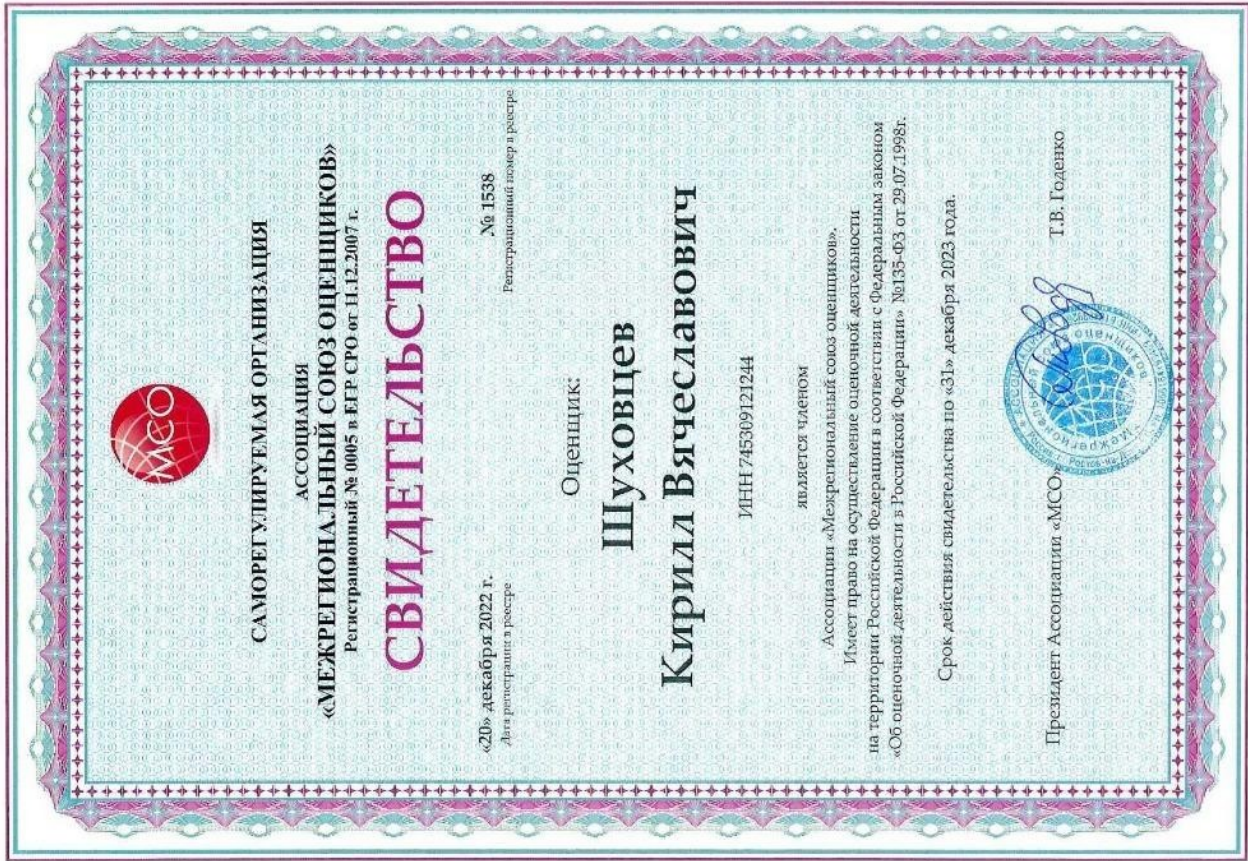 МСО
САМОРЕГУЛИРУЕМАЯ ОРГАНИЗАЦИЯ
АССОЦИАЦИЯ
«МЕЖРЕГИОНАЛЬНЫЙ СОЮЗ ОЦЕНЩИКОВ»
Регистрационный № 0005 в ЕГР СРО от 11.12.2007 г.
СВИДЕТЕЛЬСТВО
«20» декабря 2022 г. № 1538
Дата регистрации в реестре Регистрационный номер в реестре
Оценщик:
Шуховцев
Кирилл Вячеславович
ИНН 745309121244
является членом
Ассоциации «Межрегиональный союз оценщиков».
Имеет право на осуществление оценочной деятельности
на территории Российской Федерации в соответствии с Федеральным законом
«Об оценочной деятельности в Российской Федерации» №135-ФЗ от 29.07.1998г.
Срок действия свидетельства по «31» декабря 2023 года.
Президент Ассоциации «МСО» Т.В. Годенко